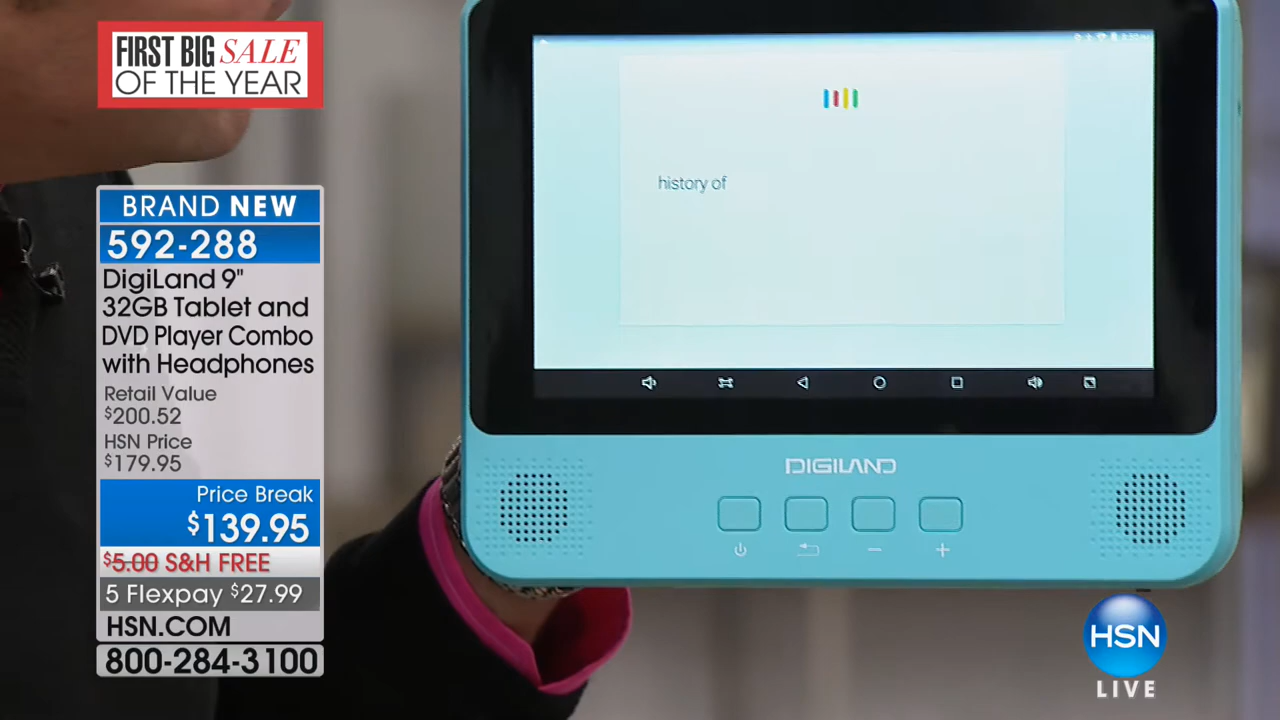 FIRST BIG SALE
OF THE YEAR
BRAND NEW
592-288
DigiLand 9"
32GB Tablet and
DVD Player Combo
with Headphones
Retail Value
$200.52
HSN Price
$179.95
Price Break
$139.95
$5.00 S&H FREE
5 Flexpay $27.99
HSN.COM
800-284-3100
history of
DIGILAND
HSN
LIVE